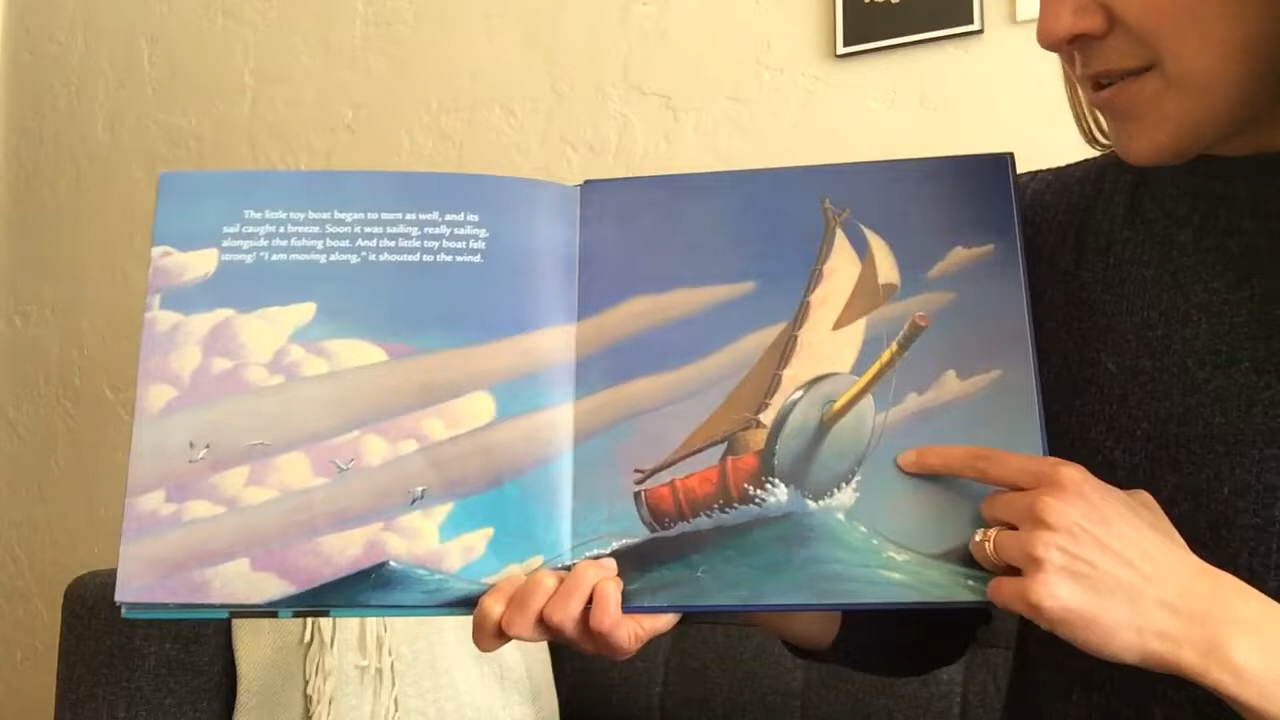 The little toy boat began to turn as well, and its
sail caught a breeze. Soon it was sailing, really sailing,
alongside the fishing boat. And the little toy boat felt
strong! "I am moving along," it shouted to the wind.